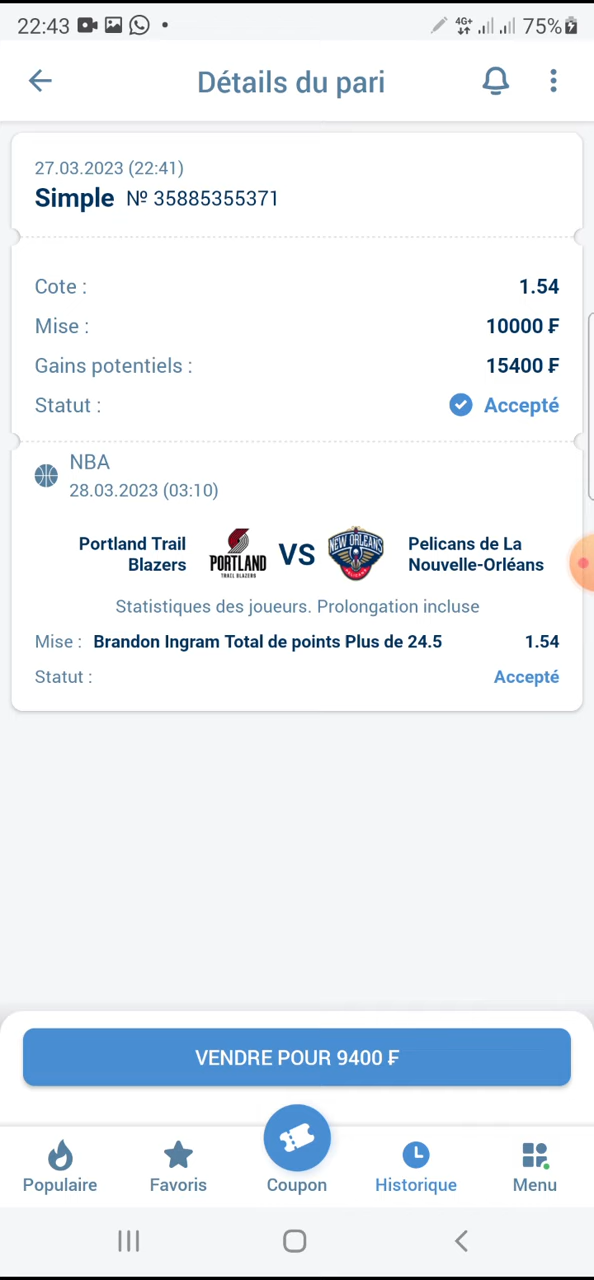 22:43 4G+ 75%
Détails du pari
27.03.2023 (22:41)
Simple № 35885355371
Cote : 1.54
Mise : 10000 ₣
Gains potentiels : 15400 ₣
Statut : Accepté
NBA
28.03.2023 (03:10)
Portland Trail
Blazers
PORTLAND
TRAIL BLAZERS
VS
NEW ORLEANS
PELICANS
Pelicans de La
Nouvelle-Orléans
Statistiques des joueurs. Prolongation incluse
Mise : Brandon Ingram Total de points Plus de 24.5 1.54
Statut : Accepté
VENDRE POUR 9400 ₣
Populaire Favoris Coupon Historique Menu